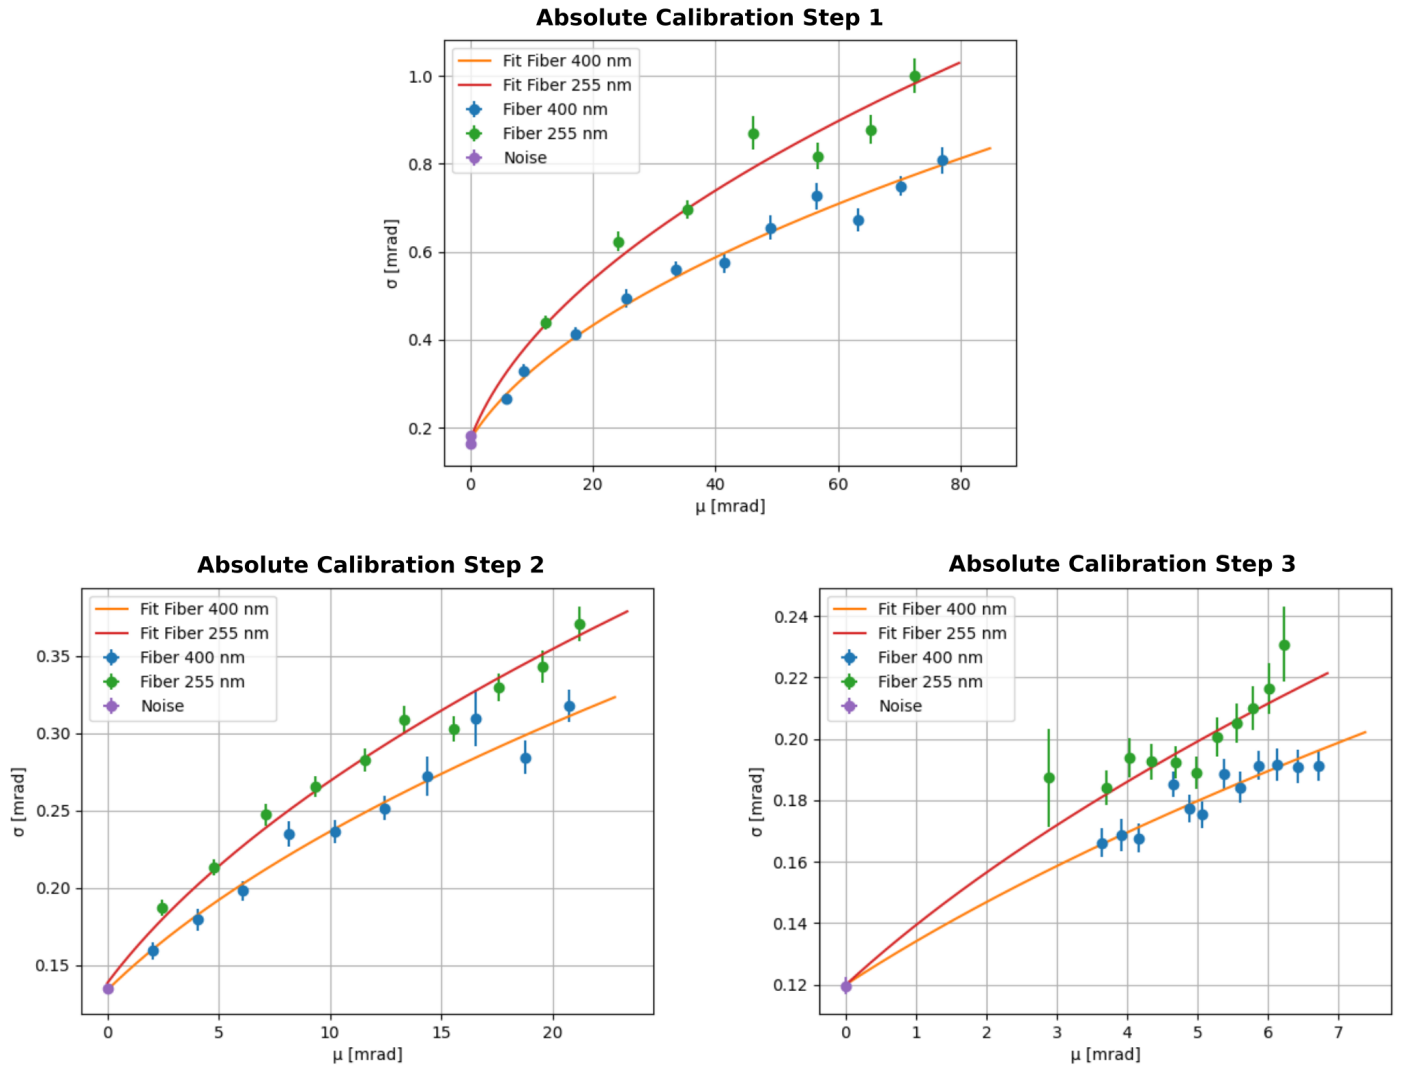 Absolute Calibration Step 1
Fit Fiber 400 nm
Fit Fiber 255 nm
Fiber 400 nm
Fiber 255 nm
Noise
1.0
0.8
0.6
0.4
0.2
σ [mrad]
0 20 40 60 80
μ [mrad]
Absolute Calibration Step 2
Fit Fiber 400 nm
Fit Fiber 255 nm
Fiber 400 nm
Fiber 255 nm
Noise
0.35
0.30
0.25
0.20
0.15
σ [mrad]
0 5 10 15 20
μ [mrad]
Absolute Calibration Step 3
Fit Fiber 400 nm
Fit Fiber 255 nm
Fiber 400 nm
Fiber 255 nm
Noise
0.24
0.22
0.20
0.18
0.16
0.14
0.12
σ [mrad]
0 1 2 3 4 5 6 7
μ [mrad]